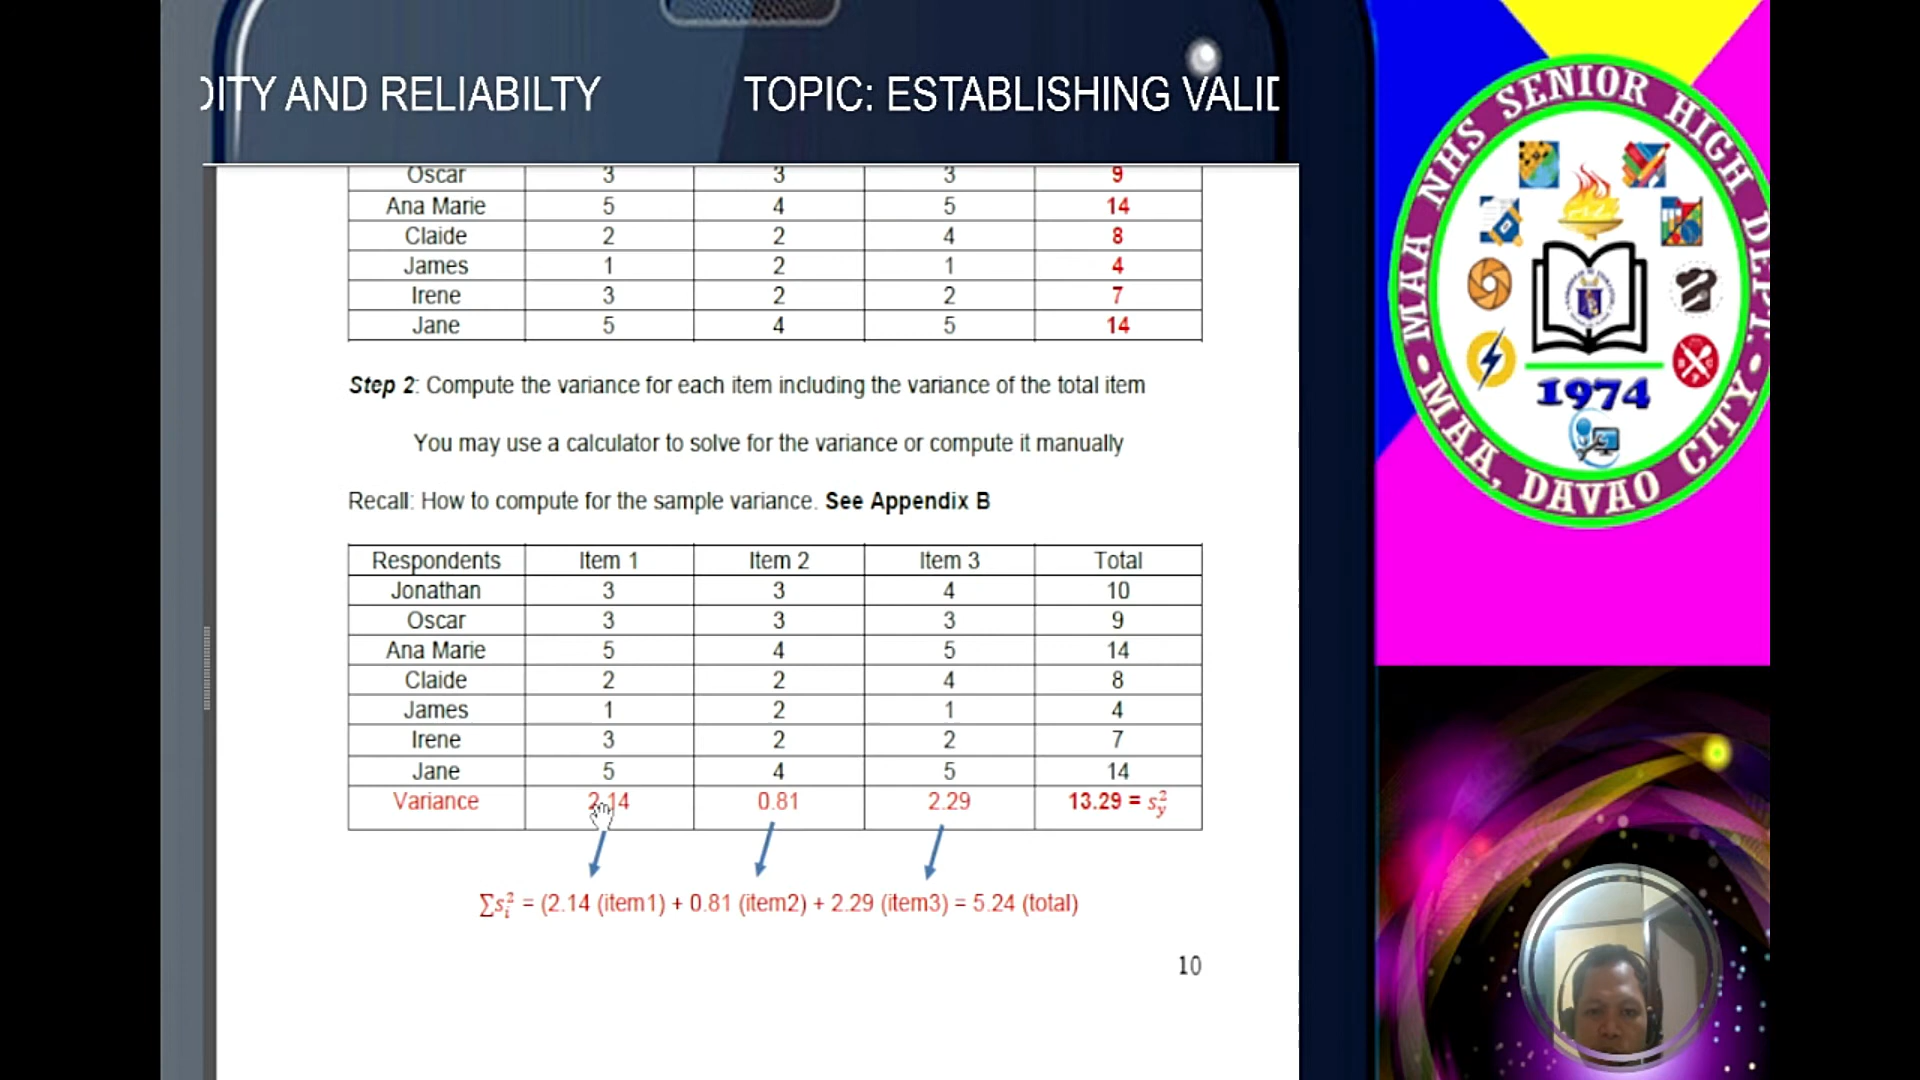 DITY AND RELIABILTY TOPIC: ESTABLISHING VALID
Oscar 3 3 3 9
Ana Marie 5 4 5 14
Claide 2 2 4 8
James 1 2 1 4
Irene 3 2 2 7
Jane 5 4 5 14
Step 2: Compute the variance for each item including the variance of the total item
You may use a calculator to solve for the variance or compute it manually
Recall: How to compute for the sample variance. See Appendix B
Respondents Item 1 Item 2 Item 3 Total
Jonathan 3 3 4 10
Oscar 3 3 3 9
Ana Marie 5 4 5 14
Claide 2 2 4 8
James 1 2 1 4
Irene 3 2 2 7
Jane 5 4 5 14
Variance 2.14 0.81 2.29 13.29 = s²y
∑s²i = (2.14 (item1) + 0.81 (item2) + 2.29 (item3) = 5.24 (total)
10
MAA NHS SENIOR HIGH DEPT.
1974
MAA, DAVAO CITY